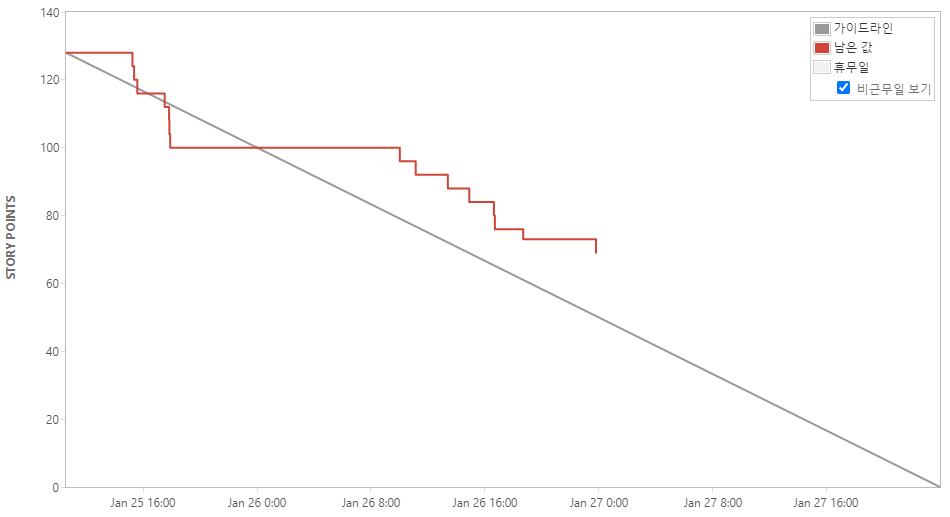 140
120
100
80
60
40
20
0
STORY POINTS
가이드라인
남은 값
휴무일
비근무일 보기
Jan 25 16:00
Jan 26 0:00
Jan 26 8:00
Jan 26 16:00
Jan 27 0:00
Jan 27 8:00
Jan 27 16:00